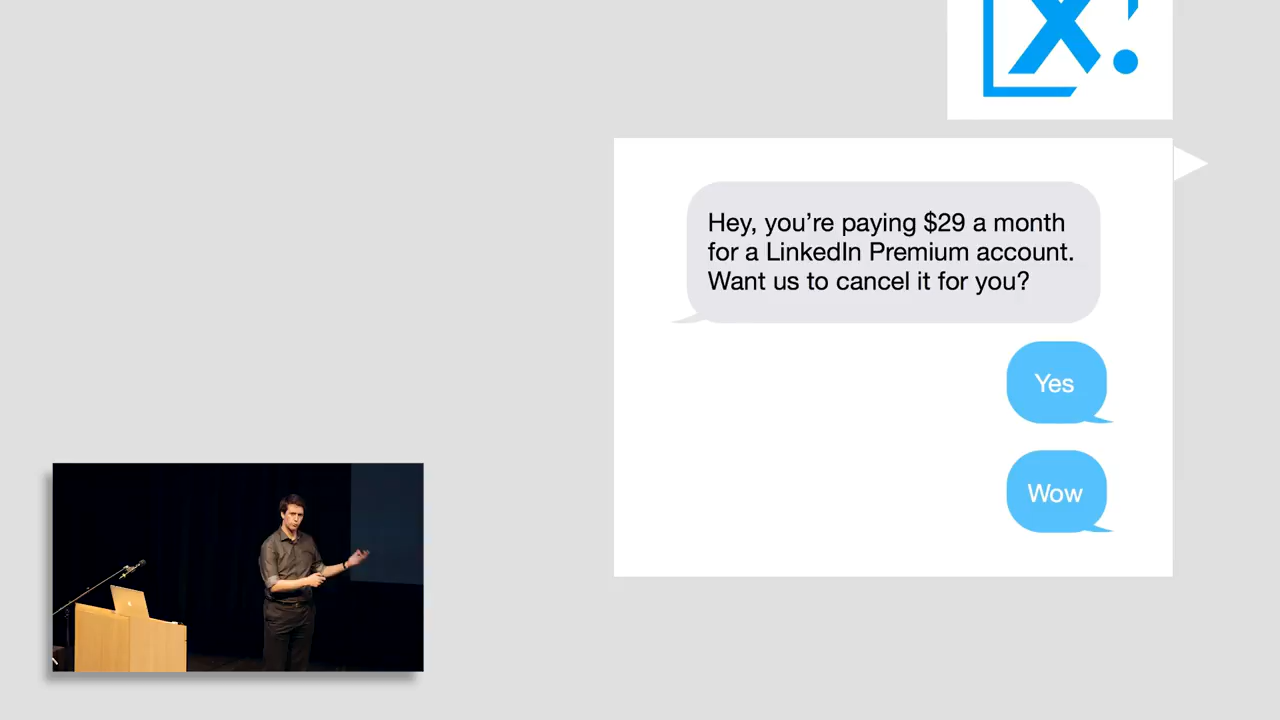 X!
Hey, you’re paying $29 a month
for a LinkedIn Premium account.
Want us to cancel it for you?
Yes
Wow